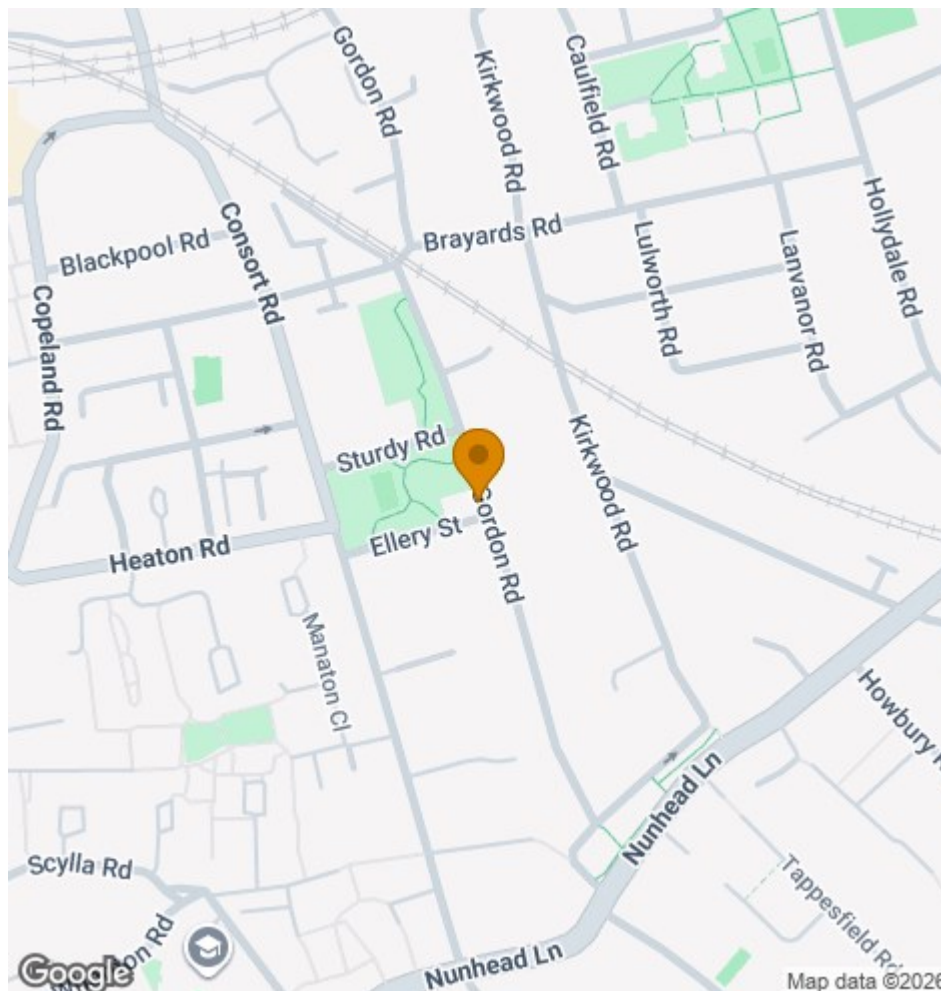 Gordon Rd
Kirkwood Rd
Caulfield Rd
Hollydale Rd
Brayards Rd
Blackpool Rd
Consort Rd
Lulworth Rd
Lanvanor Rd
Copeland Rd
Sturdy Rd
Kirkwood Rd
Gordon Rd
Ellery St
Heaton Rd
Manaton Cl
Howbury
Nunhead Ln
Scylla Rd
Tappesfield Rd
Rd
Nunhead Ln
Google
Map data ©2026